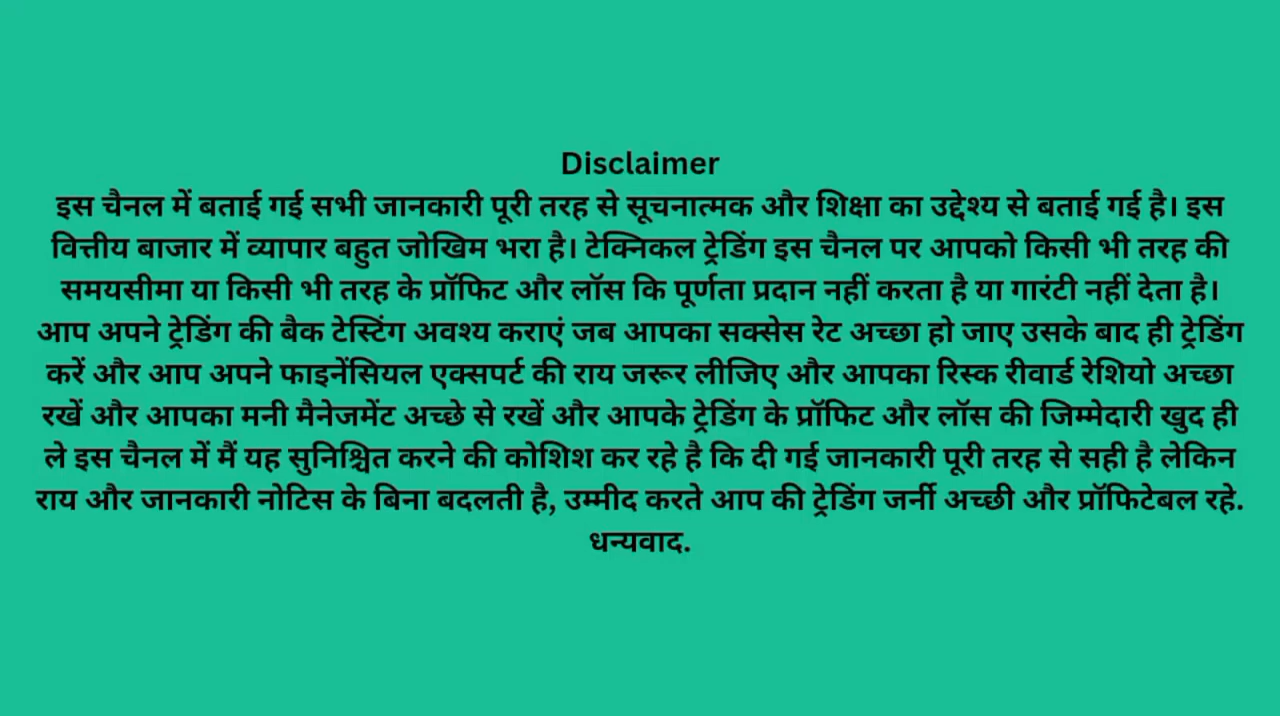 Disclaimer
इस चैनल में बताई गई सभी जानकारी पूरी तरह से सूचनात्मक और शिक्षा का उद्देश्य से बताई गई है। इस
वित्तीय बाजार में व्यापार बहुत जोखिम भरा है। टेक्निकल ट्रेडिंग इस चैनल पर आपको किसी भी तरह की
समयसीमा या किसी भी तरह के प्रॉफिट और लॉस कि पूर्णता प्रदान नहीं करता है या गारंटी नहीं देता है।
आप अपने ट्रेडिंग की बैक टेस्टिंग अवश्य कराएं जब आपका सक्सेस रेट अच्छा हो जाए उसके बाद ही ट्रेडिंग
करें और आप अपने फाइनेंसियल एक्सपर्ट की राय जरूर लीजिए और आपका रिस्क रीवार्ड रेशियो अच्छा
रखें और आपका मनी मैनेजमेंट अच्छे से रखें और आपके ट्रेडिंग के प्रॉफिट और लॉस की जिम्मेदारी खुद ही
ले इस चैनल में मैं यह सुनिश्चित करने की कोशिश कर रहे है कि दी गई जानकारी पूरी तरह से सही है लेकिन
राय और जानकारी नोटिस के बिना बदलती है, उम्मीद करते आप की ट्रेडिंग जर्नी अच्छी और प्रॉफिटेबल रहे.
धन्यवाद.